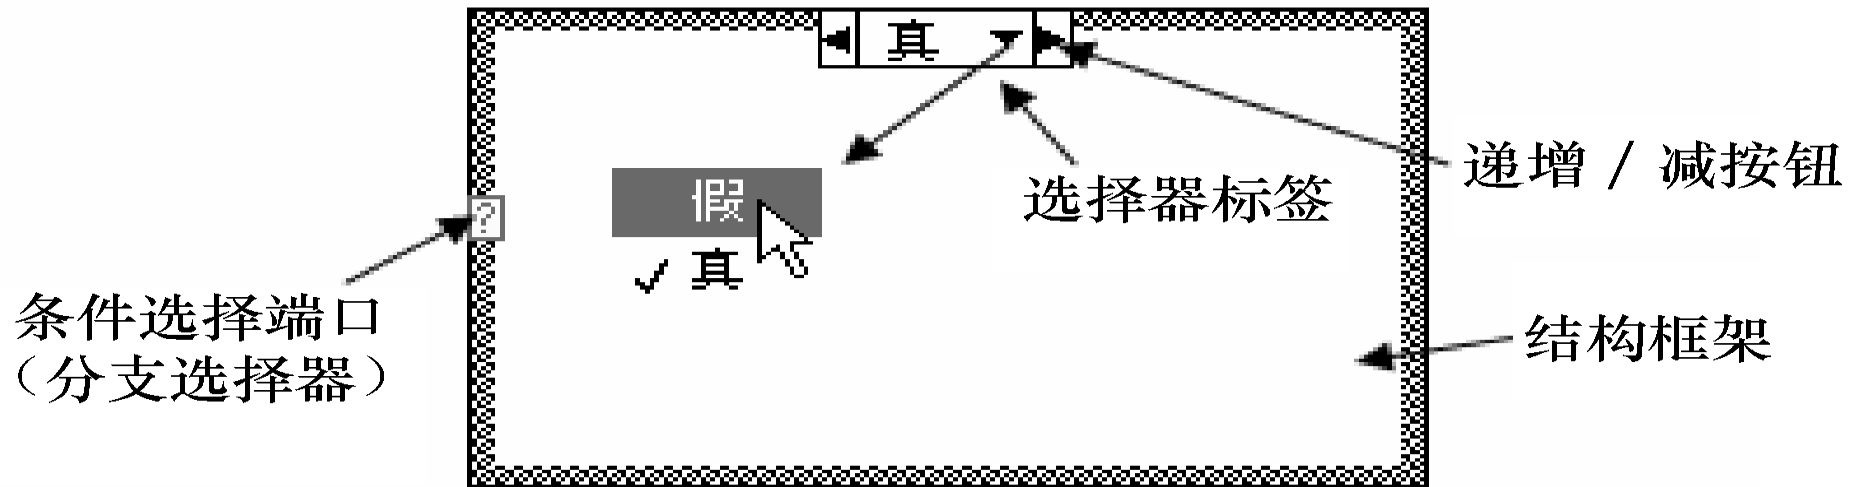 真
递增 / 减按钮
选择器标签
假
?
真
条件选择端口
（分支选择器）
结构框架